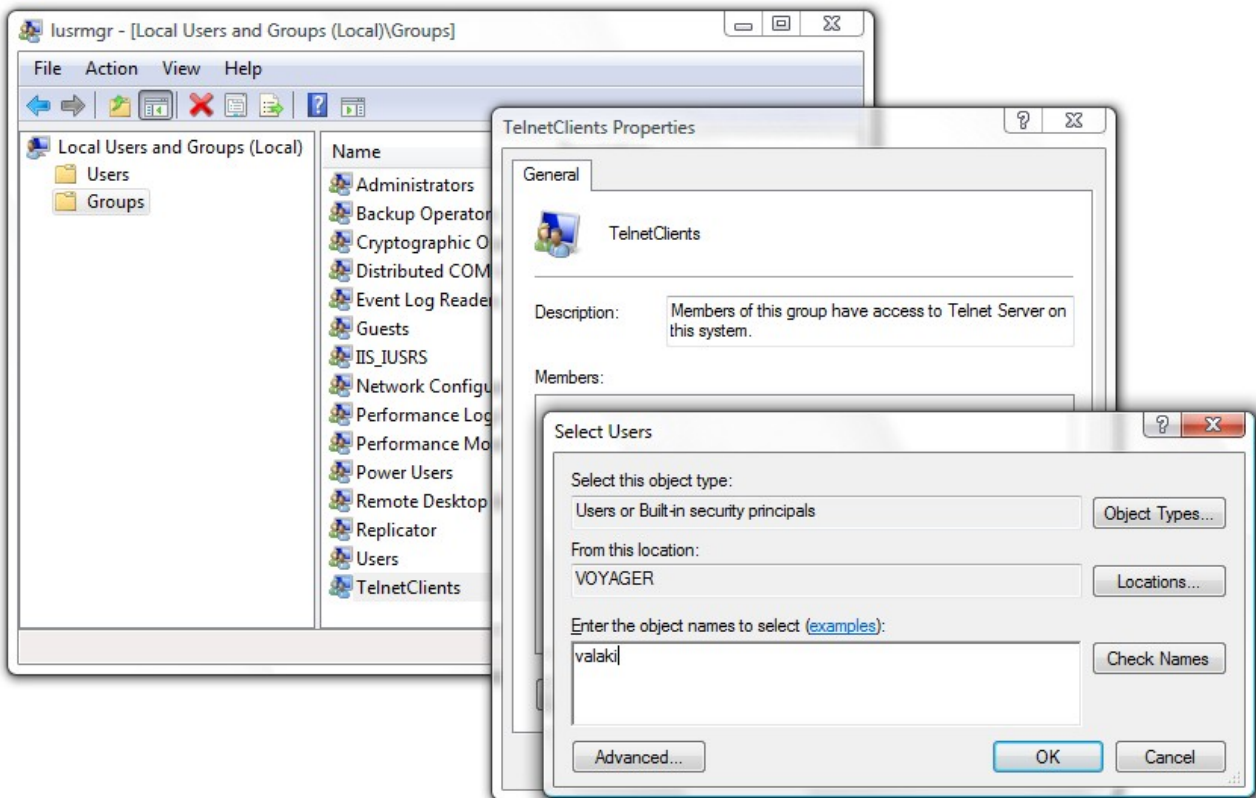 lusrmgr - [Local Users and Groups (Local)\Groups]
File Action View Help
Local Users and Groups (Local)
Users
Groups
Name
Administrators
Backup Operator
Cryptographic O
Distributed COM
Event Log Reade
Guests
IIS_IUSRS
Network Configu
Performance Log
Performance Mo
Power Users
Remote Desktop
Replicator
Users
TelnetClients
TelnetClients Properties
General
TelnetClients
Description:
Members of this group have access to Telnet Server on
this system.
Members:
Select Users
Select this object type:
Users or Built-in security principals
Object Types...
From this location:
VOYAGER
Locations...
Enter the object names to select (examples):
valaki
Check Names
Advanced...
OK
Cancel